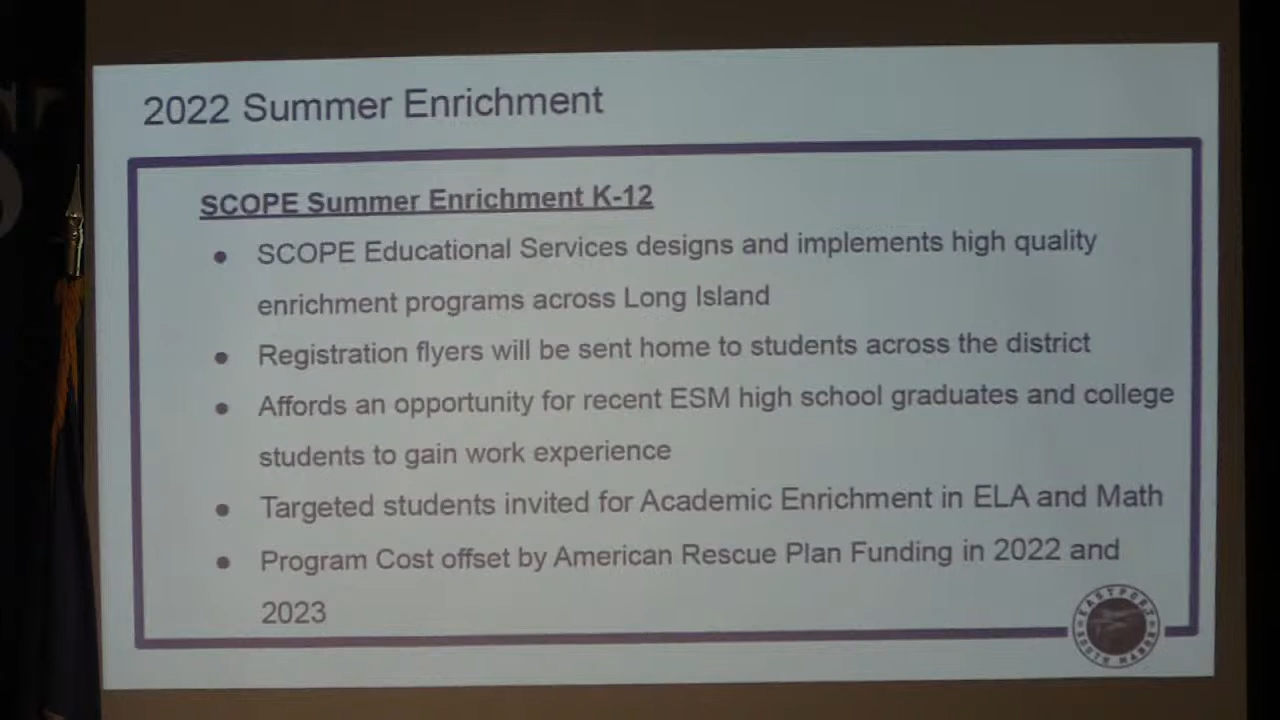 2022 Summer Enrichment
SCOPE Summer Enrichment K-12
● SCOPE Educational Services designs and implements high quality
enrichment programs across Long Island
● Registration flyers will be sent home to students across the district
● Affords an opportunity for recent ESM high school graduates and college
students to gain work experience
● Targeted students invited for Academic Enrichment in ELA and Math
● Program Cost offset by American Rescue Plan Funding in 2022 and
2023
EASTPORT
SOUTH MANOR